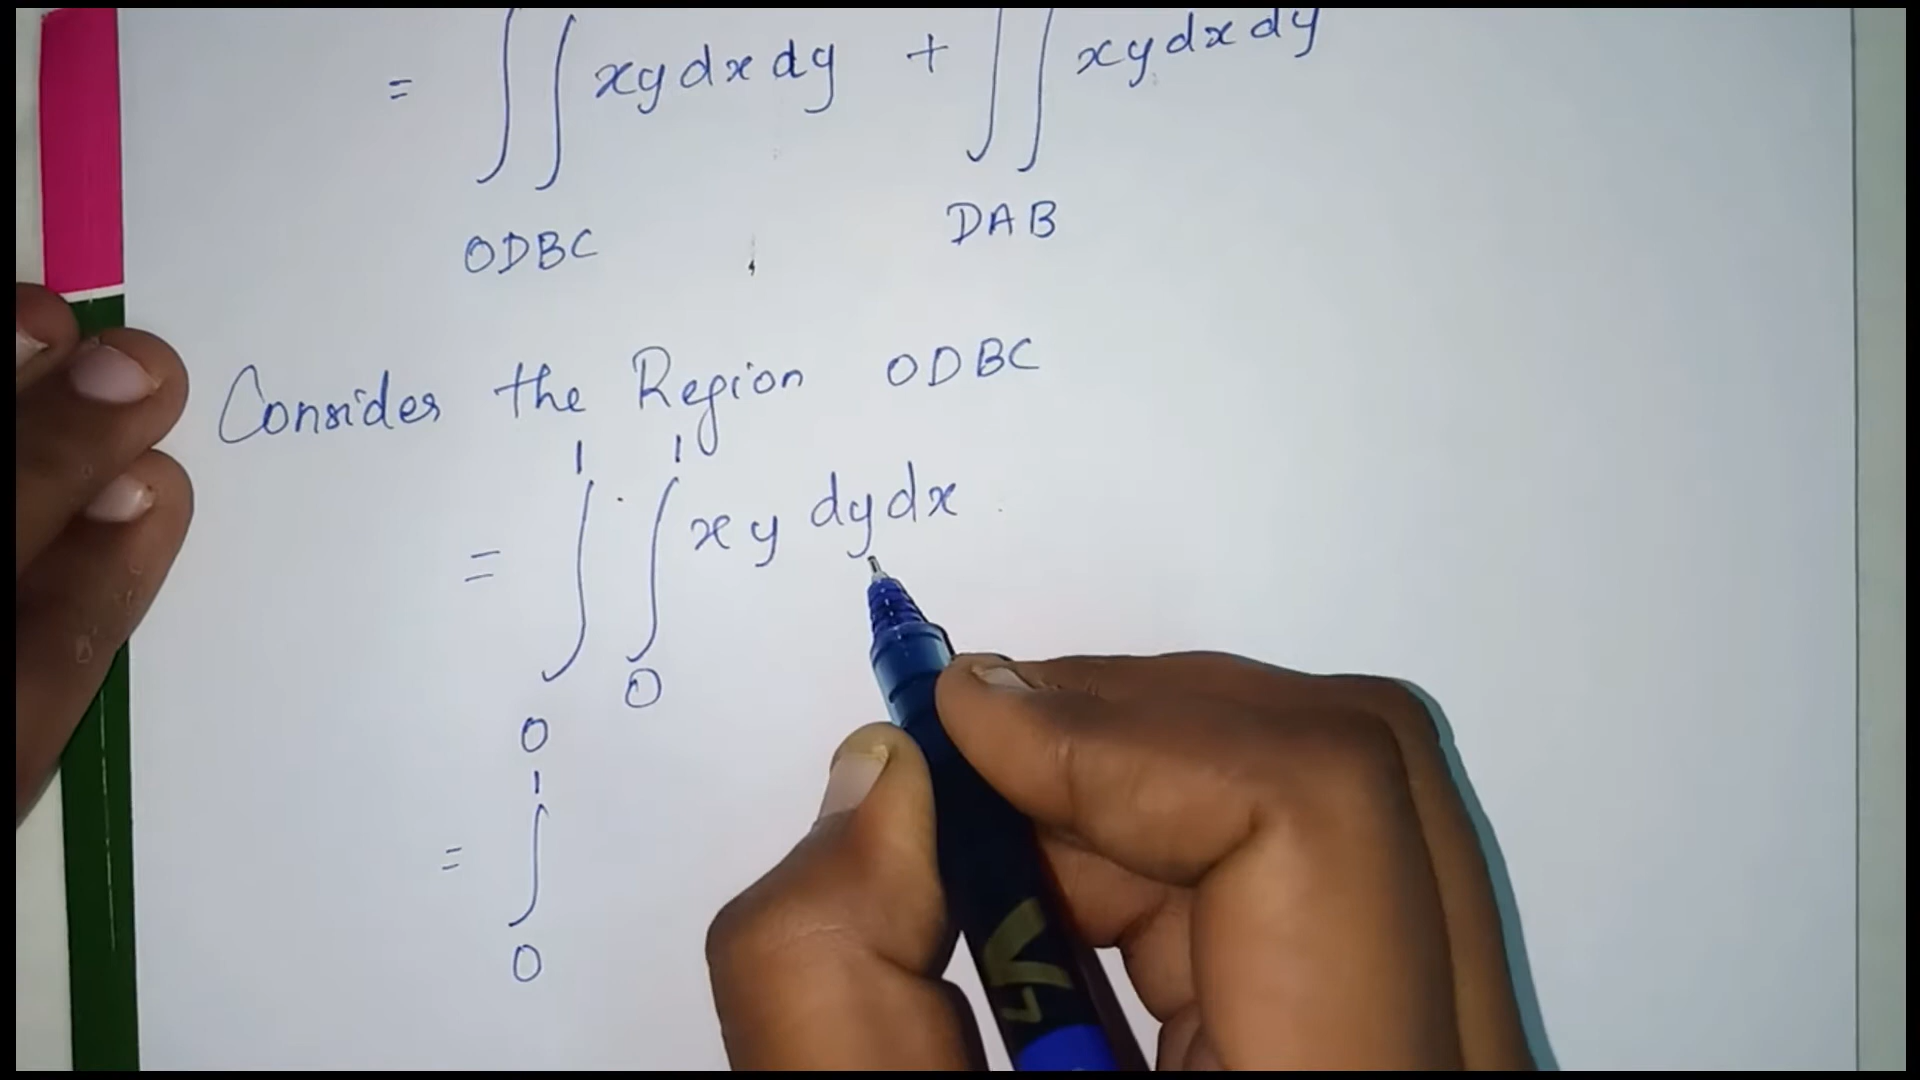 = ∫∫ xy dx dy + ∫∫ xy dx dy
ODBC DAB
Consider the Region ODBC
1 1
= ∫ ∫ xy dy dx
0 0
1
= ∫
0
V7